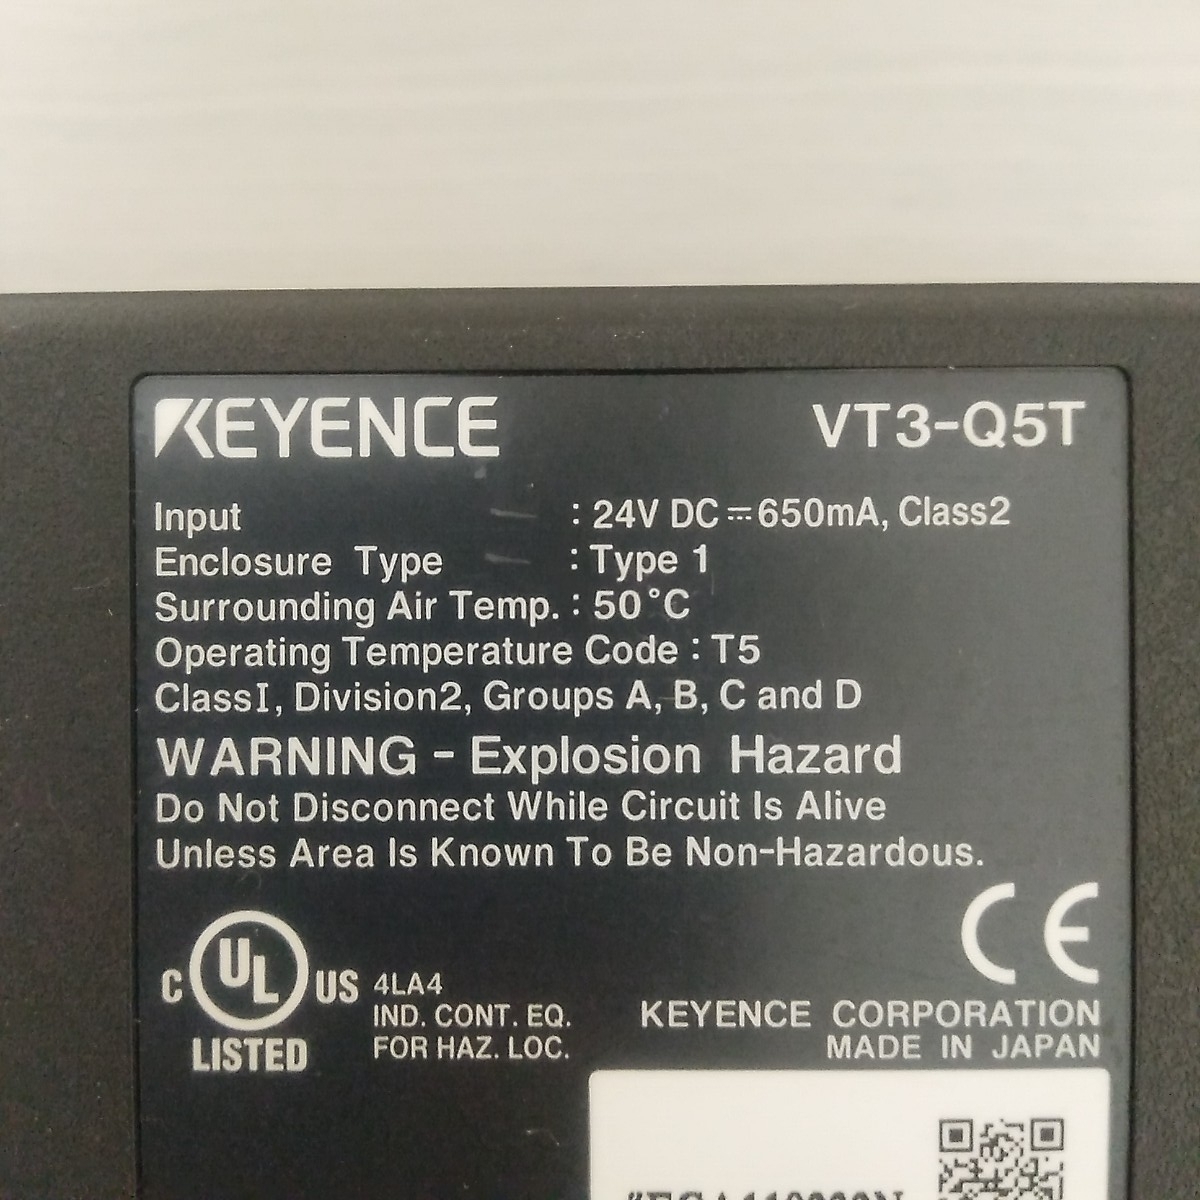 KEYENCE VT3-Q5T
Input : 24V DC⎓650mA, Class2
Enclosure Type : Type 1
Surrounding Air Temp. : 50°C
Operating Temperature Code : T5
ClassI, Division2, Groups A, B, C and D
WARNING - Explosion Hazard
Do Not Disconnect While Circuit Is Alive
Unless Area Is Known To Be Non-Hazardous.
CE
C UL US 4LA4
IND. CONT. EQ.
LISTED FOR HAZ. LOC.
KEYENCE CORPORATION
MADE IN JAPAN